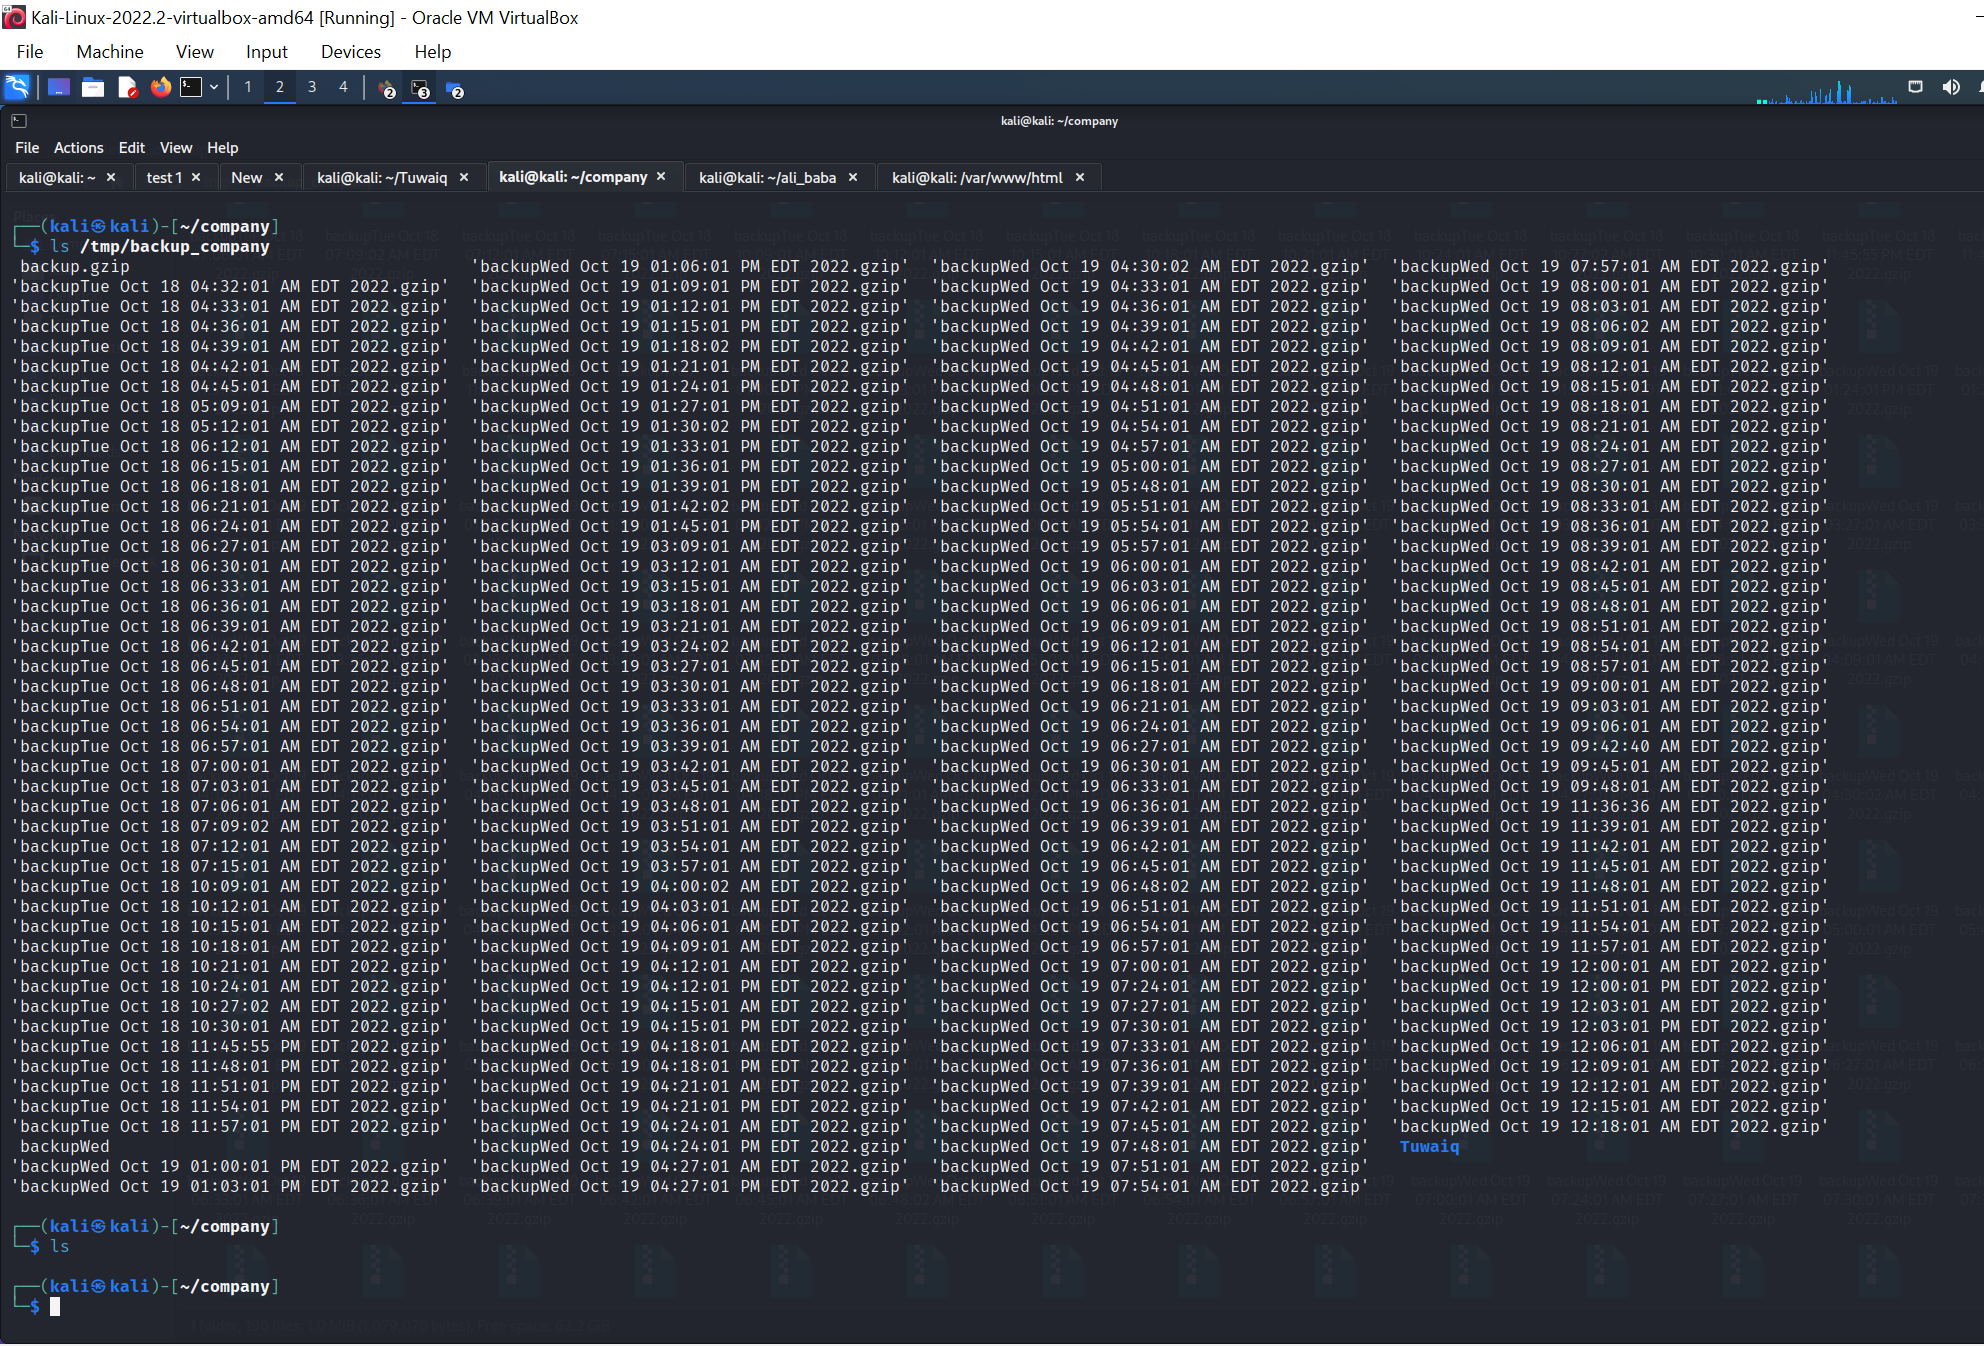 Kali-Linux-2022.2-virtualbox-amd64 [Running] - Oracle VM VirtualBox
File Machine View Input Devices Help
1 2 3 4 2 3 2
kali@kali: ~/company
File Actions Edit View Help
kali@kali: ~ × test 1 × New × kali@kali: ~/Tuwaiq × kali@kali: ~/company × kali@kali: ~/ali_baba × kali@kali: /var/www/html ×
┌──(kali㉿kali)-[~/company]
└─$ ls /tmp/backup_company
backup.gzip 'backupWed Oct 19 01:06:01 PM EDT 2022.gzip' 'backupWed Oct 19 04:30:02 AM EDT 2022.gzip' 'backupWed Oct 19 07:57:01 AM EDT 2022.gzip'
'backupTue Oct 18 04:32:01 AM EDT 2022.gzip' 'backupWed Oct 19 01:09:01 PM EDT 2022.gzip' 'backupWed Oct 19 04:33:01 AM EDT 2022.gzip' 'backupWed Oct 19 08:00:01 AM EDT 2022.gzip'
'backupTue Oct 18 04:33:01 AM EDT 2022.gzip' 'backupWed Oct 19 01:12:01 PM EDT 2022.gzip' 'backupWed Oct 19 04:36:01 AM EDT 2022.gzip' 'backupWed Oct 19 08:03:01 AM EDT 2022.gzip'
'backupTue Oct 18 04:36:01 AM EDT 2022.gzip' 'backupWed Oct 19 01:15:01 PM EDT 2022.gzip' 'backupWed Oct 19 04:39:01 AM EDT 2022.gzip' 'backupWed Oct 19 08:06:02 AM EDT 2022.gzip'
'backupTue Oct 18 04:39:01 AM EDT 2022.gzip' 'backupWed Oct 19 01:18:02 PM EDT 2022.gzip' 'backupWed Oct 19 04:42:01 AM EDT 2022.gzip' 'backupWed Oct 19 08:09:01 AM EDT 2022.gzip'
'backupTue Oct 18 04:42:01 AM EDT 2022.gzip' 'backupWed Oct 19 01:21:01 PM EDT 2022.gzip' 'backupWed Oct 19 04:45:01 AM EDT 2022.gzip' 'backupWed Oct 19 08:12:01 AM EDT 2022.gzip'
'backupTue Oct 18 04:45:01 AM EDT 2022.gzip' 'backupWed Oct 19 01:24:01 PM EDT 2022.gzip' 'backupWed Oct 19 04:48:01 AM EDT 2022.gzip' 'backupWed Oct 19 08:15:01 AM EDT 2022.gzip'
'backupTue Oct 18 05:09:01 AM EDT 2022.gzip' 'backupWed Oct 19 01:27:01 PM EDT 2022.gzip' 'backupWed Oct 19 04:51:01 AM EDT 2022.gzip' 'backupWed Oct 19 08:18:01 AM EDT 2022.gzip'
'backupTue Oct 18 05:12:01 AM EDT 2022.gzip' 'backupWed Oct 19 01:30:02 PM EDT 2022.gzip' 'backupWed Oct 19 04:54:01 AM EDT 2022.gzip' 'backupWed Oct 19 08:21:01 AM EDT 2022.gzip'
'backupTue Oct 18 06:12:01 AM EDT 2022.gzip' 'backupWed Oct 19 01:33:01 PM EDT 2022.gzip' 'backupWed Oct 19 04:57:01 AM EDT 2022.gzip' 'backupWed Oct 19 08:24:01 AM EDT 2022.gzip'
'backupTue Oct 18 06:15:01 AM EDT 2022.gzip' 'backupWed Oct 19 01:36:01 PM EDT 2022.gzip' 'backupWed Oct 19 05:00:01 AM EDT 2022.gzip' 'backupWed Oct 19 08:27:01 AM EDT 2022.gzip'
'backupTue Oct 18 06:18:01 AM EDT 2022.gzip' 'backupWed Oct 19 01:39:01 PM EDT 2022.gzip' 'backupWed Oct 19 05:48:01 AM EDT 2022.gzip' 'backupWed Oct 19 08:30:01 AM EDT 2022.gzip'
'backupTue Oct 18 06:21:01 AM EDT 2022.gzip' 'backupWed Oct 19 01:42:02 PM EDT 2022.gzip' 'backupWed Oct 19 05:51:01 AM EDT 2022.gzip' 'backupWed Oct 19 08:33:01 AM EDT 2022.gzip'
'backupTue Oct 18 06:24:01 AM EDT 2022.gzip' 'backupWed Oct 19 01:45:01 PM EDT 2022.gzip' 'backupWed Oct 19 05:54:01 AM EDT 2022.gzip' 'backupWed Oct 19 08:36:01 AM EDT 2022.gzip'
'backupTue Oct 18 06:27:01 AM EDT 2022.gzip' 'backupWed Oct 19 03:09:01 AM EDT 2022.gzip' 'backupWed Oct 19 05:57:01 AM EDT 2022.gzip' 'backupWed Oct 19 08:39:01 AM EDT 2022.gzip'
'backupTue Oct 18 06:30:01 AM EDT 2022.gzip' 'backupWed Oct 19 03:12:01 AM EDT 2022.gzip' 'backupWed Oct 19 06:00:01 AM EDT 2022.gzip' 'backupWed Oct 19 08:42:01 AM EDT 2022.gzip'
'backupTue Oct 18 06:33:01 AM EDT 2022.gzip' 'backupWed Oct 19 03:15:01 AM EDT 2022.gzip' 'backupWed Oct 19 06:03:01 AM EDT 2022.gzip' 'backupWed Oct 19 08:45:01 AM EDT 2022.gzip'
'backupTue Oct 18 06:36:01 AM EDT 2022.gzip' 'backupWed Oct 19 03:18:01 AM EDT 2022.gzip' 'backupWed Oct 19 06:06:01 AM EDT 2022.gzip' 'backupWed Oct 19 08:48:01 AM EDT 2022.gzip'
'backupTue Oct 18 06:39:01 AM EDT 2022.gzip' 'backupWed Oct 19 03:21:01 AM EDT 2022.gzip' 'backupWed Oct 19 06:09:01 AM EDT 2022.gzip' 'backupWed Oct 19 08:51:01 AM EDT 2022.gzip'
'backupTue Oct 18 06:42:01 AM EDT 2022.gzip' 'backupWed Oct 19 03:24:02 AM EDT 2022.gzip' 'backupWed Oct 19 06:12:01 AM EDT 2022.gzip' 'backupWed Oct 19 08:54:01 AM EDT 2022.gzip'
'backupTue Oct 18 06:45:01 AM EDT 2022.gzip' 'backupWed Oct 19 03:27:01 AM EDT 2022.gzip' 'backupWed Oct 19 06:15:01 AM EDT 2022.gzip' 'backupWed Oct 19 08:57:01 AM EDT 2022.gzip'
'backupTue Oct 18 06:48:01 AM EDT 2022.gzip' 'backupWed Oct 19 03:30:01 AM EDT 2022.gzip' 'backupWed Oct 19 06:18:01 AM EDT 2022.gzip' 'backupWed Oct 19 09:00:01 AM EDT 2022.gzip'
'backupTue Oct 18 06:51:01 AM EDT 2022.gzip' 'backupWed Oct 19 03:33:01 AM EDT 2022.gzip' 'backupWed Oct 19 06:21:01 AM EDT 2022.gzip' 'backupWed Oct 19 09:03:01 AM EDT 2022.gzip'
'backupTue Oct 18 06:54:01 AM EDT 2022.gzip' 'backupWed Oct 19 03:36:01 AM EDT 2022.gzip' 'backupWed Oct 19 06:24:01 AM EDT 2022.gzip' 'backupWed Oct 19 09:06:01 AM EDT 2022.gzip'
'backupTue Oct 18 06:57:01 AM EDT 2022.gzip' 'backupWed Oct 19 03:39:01 AM EDT 2022.gzip' 'backupWed Oct 19 06:27:01 AM EDT 2022.gzip' 'backupWed Oct 19 09:42:40 AM EDT 2022.gzip'
'backupTue Oct 18 07:00:01 AM EDT 2022.gzip' 'backupWed Oct 19 03:42:01 AM EDT 2022.gzip' 'backupWed Oct 19 06:30:01 AM EDT 2022.gzip' 'backupWed Oct 19 09:45:01 AM EDT 2022.gzip'
'backupTue Oct 18 07:03:01 AM EDT 2022.gzip' 'backupWed Oct 19 03:45:01 AM EDT 2022.gzip' 'backupWed Oct 19 06:33:01 AM EDT 2022.gzip' 'backupWed Oct 19 09:48:01 AM EDT 2022.gzip'
'backupTue Oct 18 07:06:01 AM EDT 2022.gzip' 'backupWed Oct 19 03:48:01 AM EDT 2022.gzip' 'backupWed Oct 19 06:36:01 AM EDT 2022.gzip' 'backupWed Oct 19 11:36:36 AM EDT 2022.gzip'
'backupTue Oct 18 07:09:02 AM EDT 2022.gzip' 'backupWed Oct 19 03:51:01 AM EDT 2022.gzip' 'backupWed Oct 19 06:39:01 AM EDT 2022.gzip' 'backupWed Oct 19 11:39:01 AM EDT 2022.gzip'
'backupTue Oct 18 07:12:01 AM EDT 2022.gzip' 'backupWed Oct 19 03:54:01 AM EDT 2022.gzip' 'backupWed Oct 19 06:42:01 AM EDT 2022.gzip' 'backupWed Oct 19 11:42:01 AM EDT 2022.gzip'
'backupTue Oct 18 07:15:01 AM EDT 2022.gzip' 'backupWed Oct 19 03:57:01 AM EDT 2022.gzip' 'backupWed Oct 19 06:45:01 AM EDT 2022.gzip' 'backupWed Oct 19 11:45:01 AM EDT 2022.gzip'
'backupTue Oct 18 10:09:01 AM EDT 2022.gzip' 'backupWed Oct 19 04:00:02 AM EDT 2022.gzip' 'backupWed Oct 19 06:48:02 AM EDT 2022.gzip' 'backupWed Oct 19 11:48:01 AM EDT 2022.gzip'
'backupTue Oct 18 10:12:01 AM EDT 2022.gzip' 'backupWed Oct 19 04:03:01 AM EDT 2022.gzip' 'backupWed Oct 19 06:51:01 AM EDT 2022.gzip' 'backupWed Oct 19 11:51:01 AM EDT 2022.gzip'
'backupTue Oct 18 10:15:01 AM EDT 2022.gzip' 'backupWed Oct 19 04:06:01 AM EDT 2022.gzip' 'backupWed Oct 19 06:54:01 AM EDT 2022.gzip' 'backupWed Oct 19 11:54:01 AM EDT 2022.gzip'
'backupTue Oct 18 10:18:01 AM EDT 2022.gzip' 'backupWed Oct 19 04:09:01 AM EDT 2022.gzip' 'backupWed Oct 19 06:57:01 AM EDT 2022.gzip' 'backupWed Oct 19 11:57:01 AM EDT 2022.gzip'
'backupTue Oct 18 10:21:01 AM EDT 2022.gzip' 'backupWed Oct 19 04:12:01 AM EDT 2022.gzip' 'backupWed Oct 19 07:00:01 AM EDT 2022.gzip' 'backupWed Oct 19 12:00:01 AM EDT 2022.gzip'
'backupTue Oct 18 10:24:01 AM EDT 2022.gzip' 'backupWed Oct 19 04:12:01 PM EDT 2022.gzip' 'backupWed Oct 19 07:24:01 AM EDT 2022.gzip' 'backupWed Oct 19 12:00:01 PM EDT 2022.gzip'
'backupTue Oct 18 10:27:02 AM EDT 2022.gzip' 'backupWed Oct 19 04:15:01 AM EDT 2022.gzip' 'backupWed Oct 19 07:27:01 AM EDT 2022.gzip' 'backupWed Oct 19 12:03:01 AM EDT 2022.gzip'
'backupTue Oct 18 10:30:01 AM EDT 2022.gzip' 'backupWed Oct 19 04:15:01 PM EDT 2022.gzip' 'backupWed Oct 19 07:30:01 AM EDT 2022.gzip' 'backupWed Oct 19 12:03:01 PM EDT 2022.gzip'
'backupTue Oct 18 11:45:55 PM EDT 2022.gzip' 'backupWed Oct 19 04:18:01 AM EDT 2022.gzip' 'backupWed Oct 19 07:33:01 AM EDT 2022.gzip' 'backupWed Oct 19 12:06:01 AM EDT 2022.gzip'
'backupTue Oct 18 11:48:01 PM EDT 2022.gzip' 'backupWed Oct 19 04:18:01 PM EDT 2022.gzip' 'backupWed Oct 19 07:36:01 AM EDT 2022.gzip' 'backupWed Oct 19 12:09:01 AM EDT 2022.gzip'
'backupTue Oct 18 11:51:01 PM EDT 2022.gzip' 'backupWed Oct 19 04:21:01 AM EDT 2022.gzip' 'backupWed Oct 19 07:39:01 AM EDT 2022.gzip' 'backupWed Oct 19 12:12:01 AM EDT 2022.gzip'
'backupTue Oct 18 11:54:01 PM EDT 2022.gzip' 'backupWed Oct 19 04:21:01 PM EDT 2022.gzip' 'backupWed Oct 19 07:42:01 AM EDT 2022.gzip' 'backupWed Oct 19 12:15:01 AM EDT 2022.gzip'
'backupTue Oct 18 11:57:01 PM EDT 2022.gzip' 'backupWed Oct 19 04:24:01 AM EDT 2022.gzip' 'backupWed Oct 19 07:45:01 AM EDT 2022.gzip' 'backupWed Oct 19 12:18:01 AM EDT 2022.gzip'
backupWed 'backupWed Oct 19 04:24:01 PM EDT 2022.gzip' 'backupWed Oct 19 07:48:01 AM EDT 2022.gzip' Tuwaiq
'backupWed Oct 19 01:00:01 PM EDT 2022.gzip' 'backupWed Oct 19 04:27:01 AM EDT 2022.gzip' 'backupWed Oct 19 07:51:01 AM EDT 2022.gzip'
'backupWed Oct 19 01:03:01 PM EDT 2022.gzip' 'backupWed Oct 19 04:27:01 PM EDT 2022.gzip' 'backupWed Oct 19 07:54:01 AM EDT 2022.gzip'
┌──(kali㉿kali)-[~/company]
└─$ ls
┌──(kali㉿kali)-[~/company]
└─$